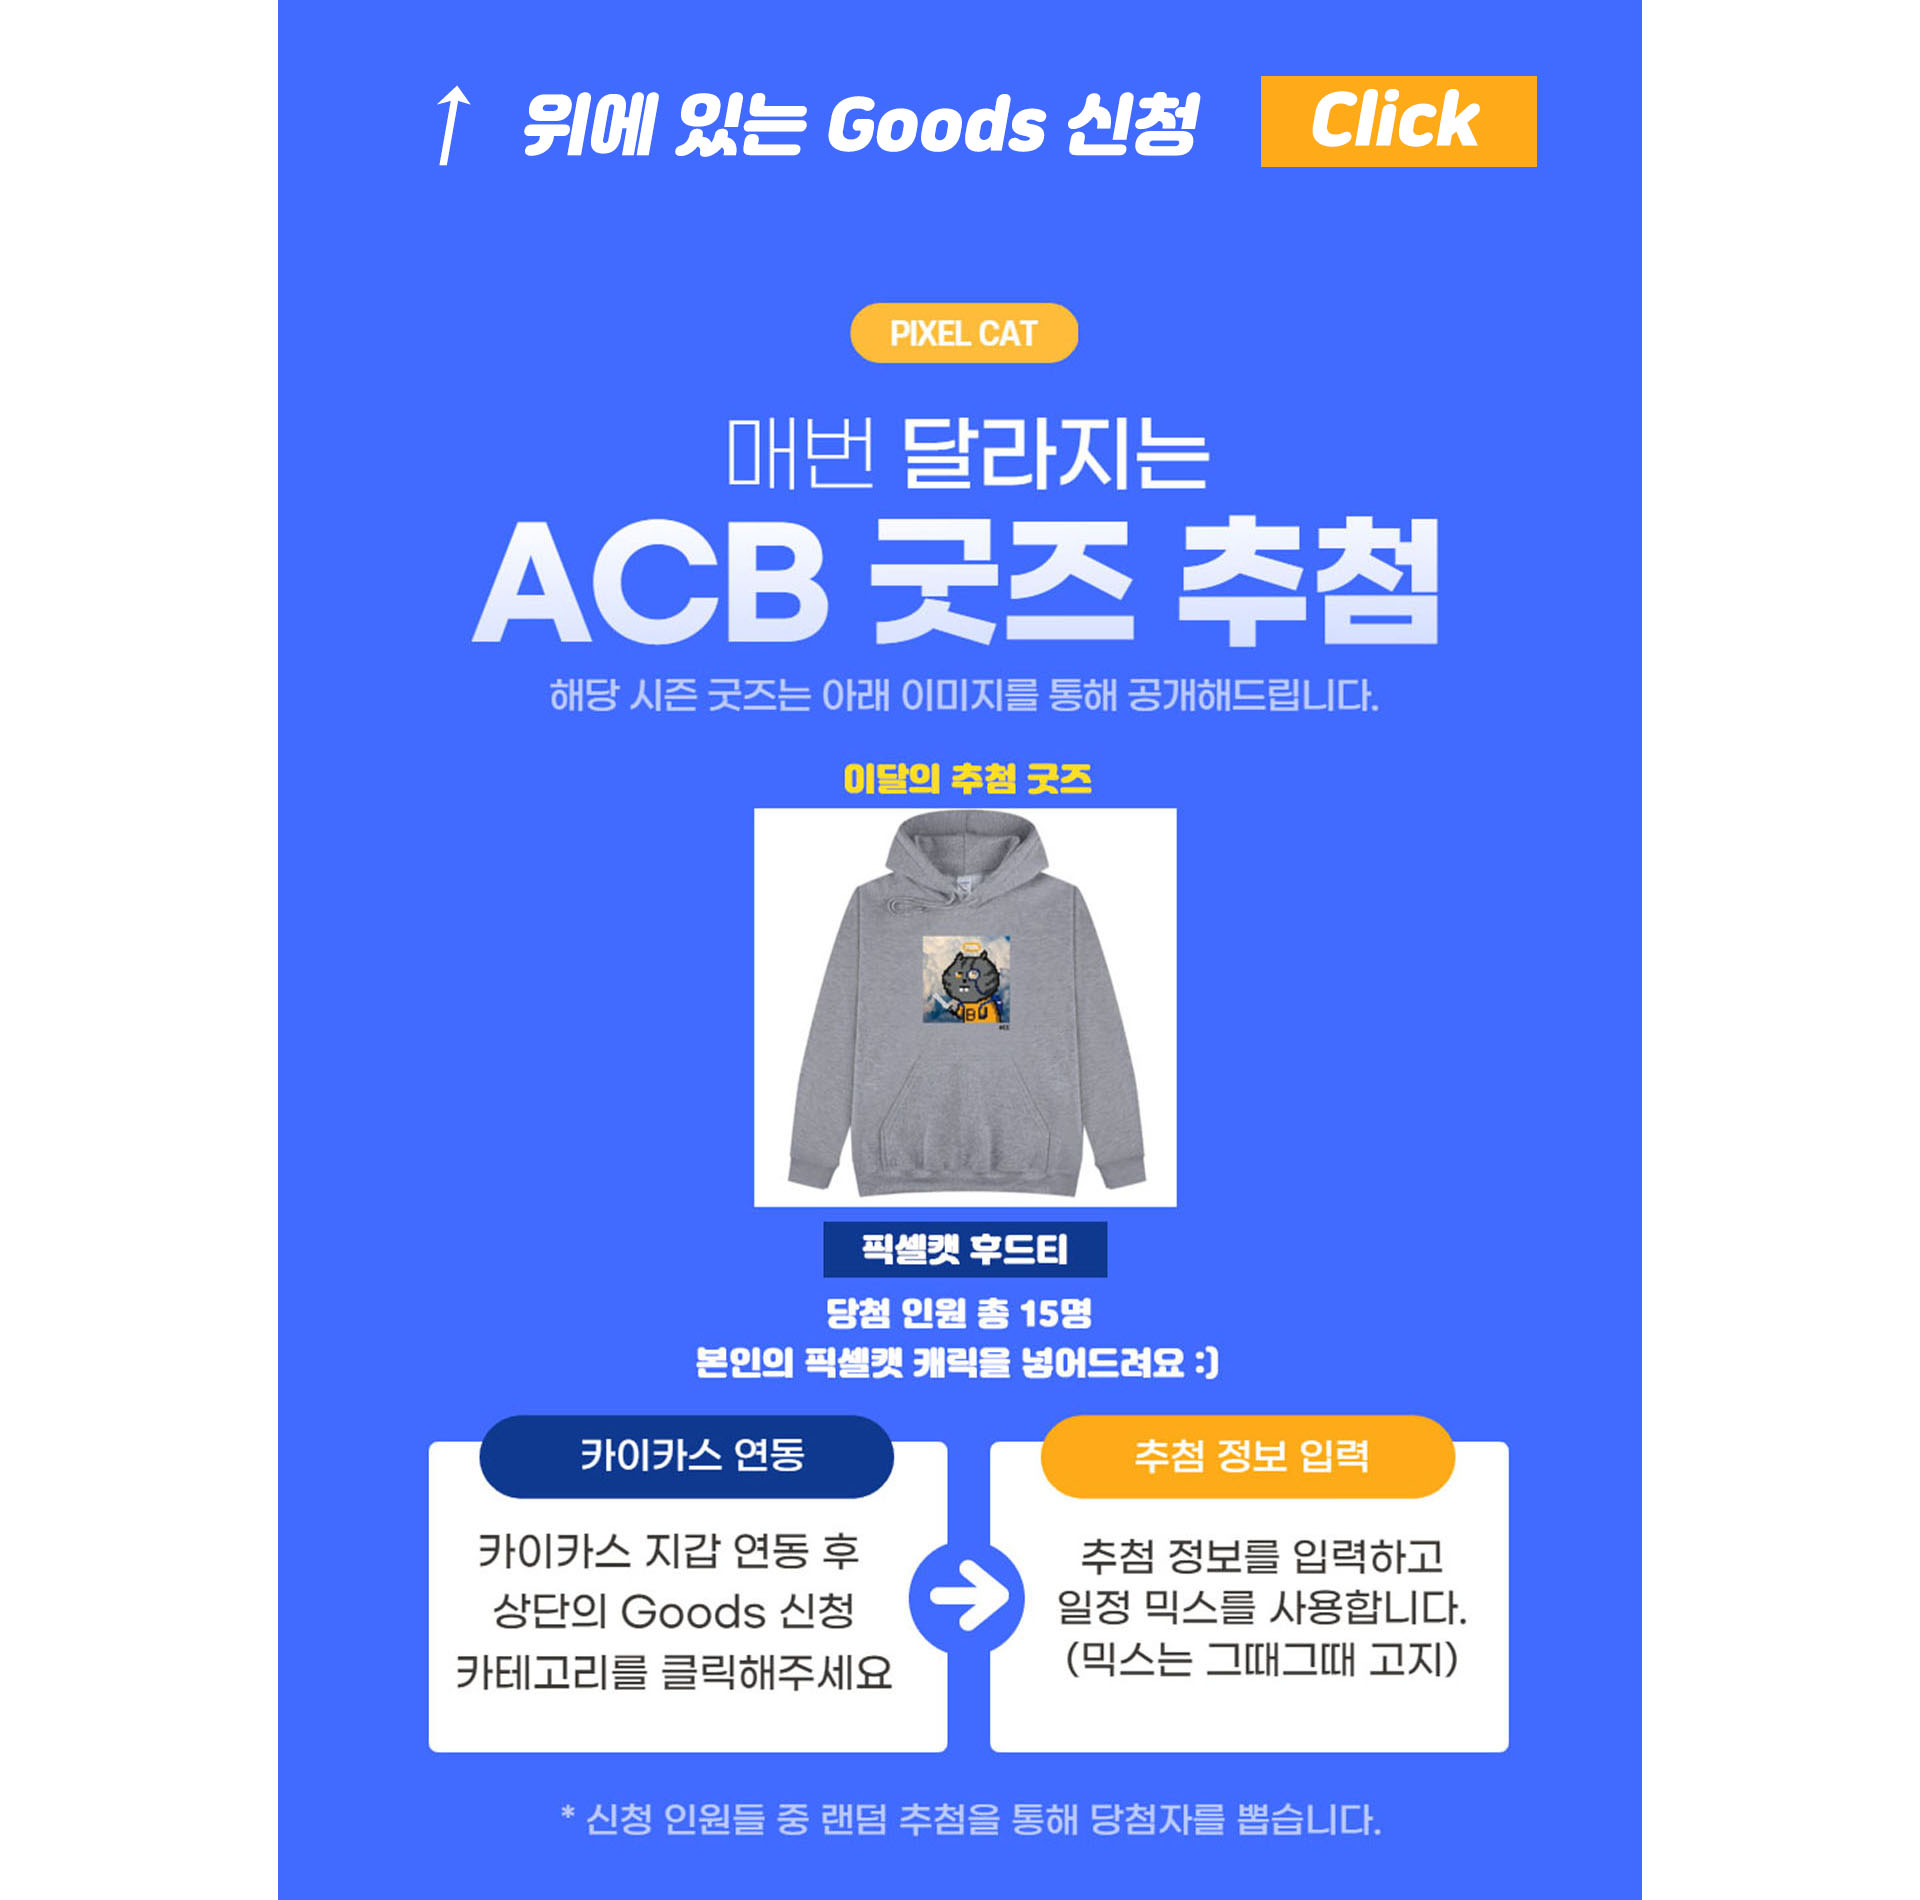 ↑ 위에 있는 Goods 신청 Click
PIXEL CAT
매번 달라지는
ACB 굿즈 추첨
해당 시즌 굿즈는 아래 이미지를 통해 공개해드립니다.
이달의 추첨 굿즈
픽셀캣 후드티
당첨 인원 총 15명
본인의 픽셀캣 캐릭을 넣어드려요 :)
카이카스 연동
카이카스 지갑 연동 후
상단의 Goods 신청
카테고리를 클릭해주세요
추첨 정보 입력
추첨 정보를 입력하고
일정 믹스를 사용합니다.
(믹스는 그때그때 고지)
* 신청 인원들 중 랜덤 추첨을 통해 당첨자를 뽑습니다.